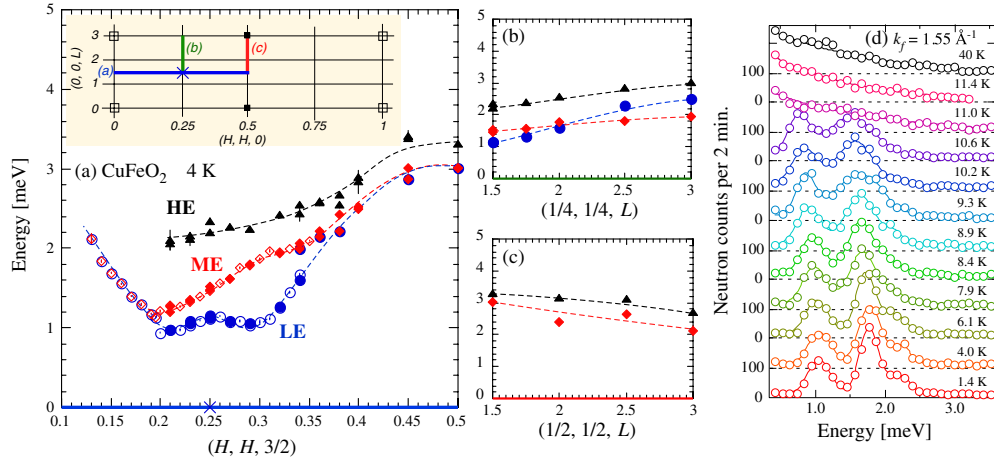 (a) CuFeO2 4 K
Energy [meV]
5
4
3
2
1
0
0.1
0.15
0.20
0.25
0.30
0.35
0.40
0.45
0.5
(H, H, 3/2)
HE
ME
LE
(0, 0, L)
3
2
1
0
(a)
(b)
(c)
0
0.25
0.5
0.75
1
(H, H, 0)
(b)
5
4
3
2
1
0
1.5
2.0
2.5
3
(1/4, 1/4, L)
(c)
5
4
3
2
1
0
1.5
2.0
2.5
3
(1/2, 1/2, L)
(d) kf = 1.55 Å-1
Neutron counts per 2 min.
100
0
100
0
100
0
100
0
100
0
100
0
40 K
11.4 K
11.0 K
10.6 K
10.2 K
9.3 K
8.9 K
8.4 K
7.9 K
6.1 K
4.0 K
1.4 K
1.0
2.0
3.0
Energy [meV]